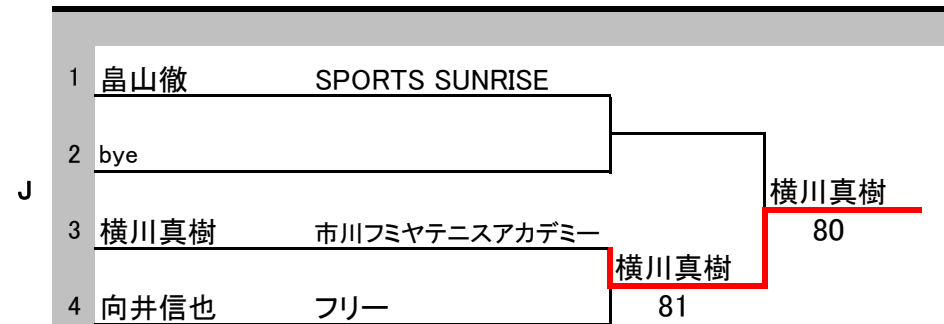 1 畠山徹 SPORTS SUNRISE
2 bye
J
横川真樹
3 横川真樹 市川フミヤテニスアカデミー 80
横川真樹
4 向井信也 フリー 81